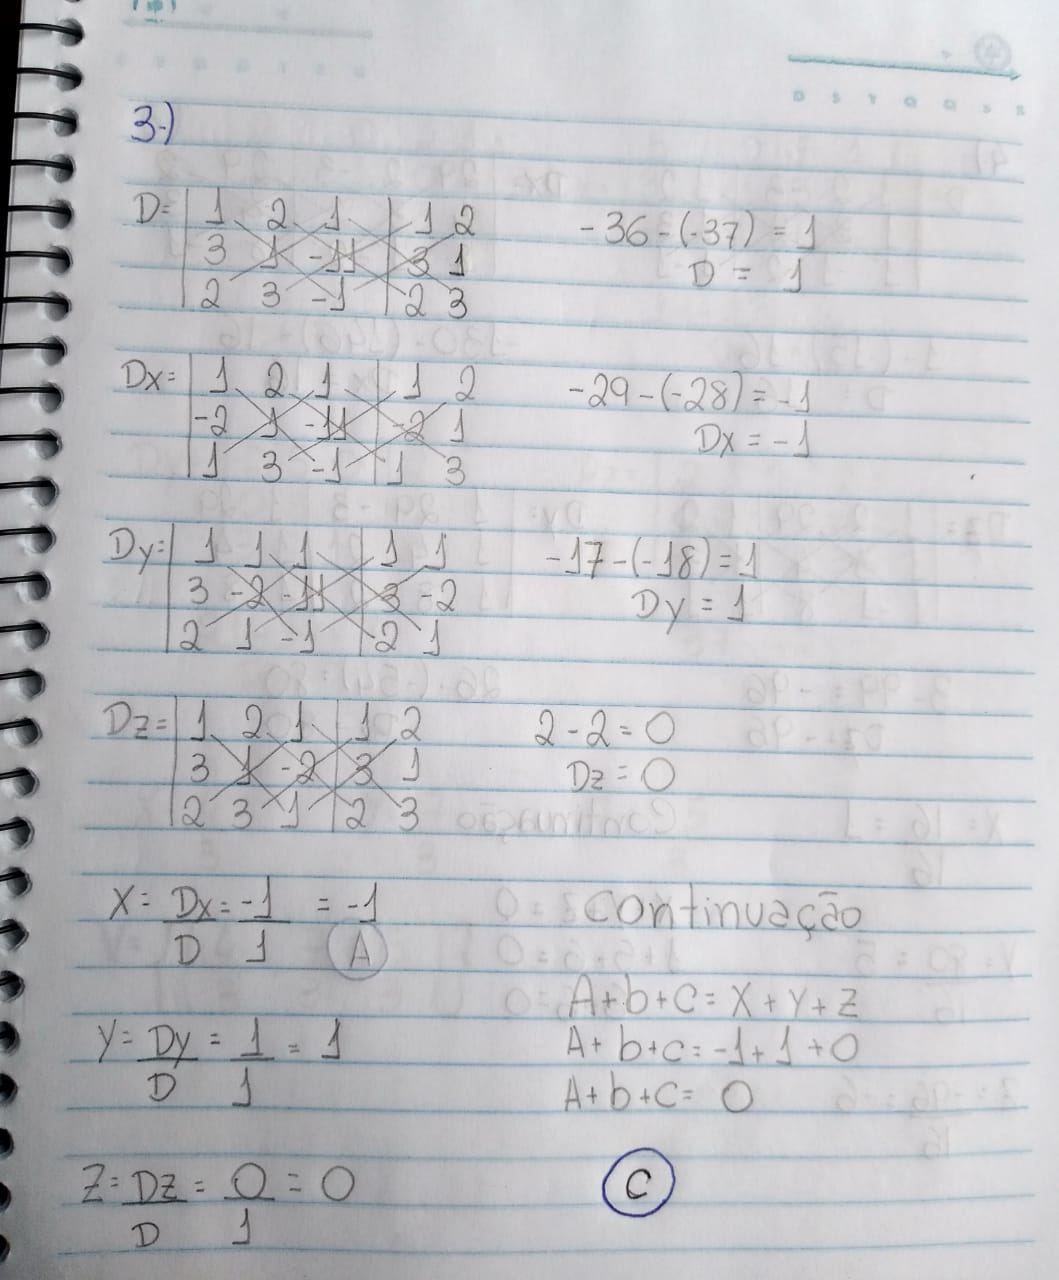 3-)
D= | 1 2 1 | 1 2
3 1 -11 | 3 1
2 3 -1 | 2 3
-36-(-37) = 1
D = 1
Dx= | 1 2 1 | 1 2
-2 1 -11 | -2 1
1 3 -1 | 1 3
-29-(-28) = -1
Dx = -1
Dy= | 1 1 1 | 1 1
3 -2 -11 | 3 -2
2 1 -1 | 2 1
-17-(-18) = 1
Dy = 1
Dz= | 1 2 1 | 1 2
3 1 -2 | 3 1
2 3 1 | 2 3
2-2=0
Dz = 0
X= Dx = -1 = -1
D 1 A
Y= Dy = 1 = 1
D 1
Z= Dz = 0 = 0
D 1
Continuação
A+b+c= X+Y+Z
A+b+c= -1+1+0
A+b+c= 0
C